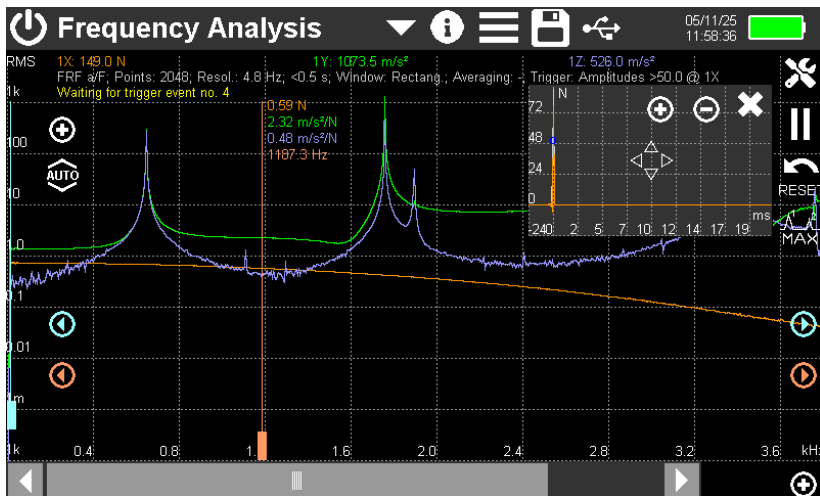 Frequency Analysis
05/11/25
11:58:36
RMS 1X: 149.0 N 1Y: 1073.5 m/s² 1Z: 526.0 m/s²
FRF a/F; Points: 2048; Resol.: 4.8 Hz; <0.5 s; Window: Rectang.; Averaging: -; Trigger: Amplitudes >50.0 @ 1X
Waiting for trigger event no. 4
1k
0.59 N
2.32 m/s²/N
0.48 m/s²/N
1187.3 Hz
N
72
48
24
0
-24 0 2 5 7 10 12 14 17 19 ms
100
AUTO
10
RESET
1 2
MAX
1.0
0.1
0.01
1m
1k 0.4 0.8 1.6 2.0 2.4 2.8 3.2 3.6 kHz